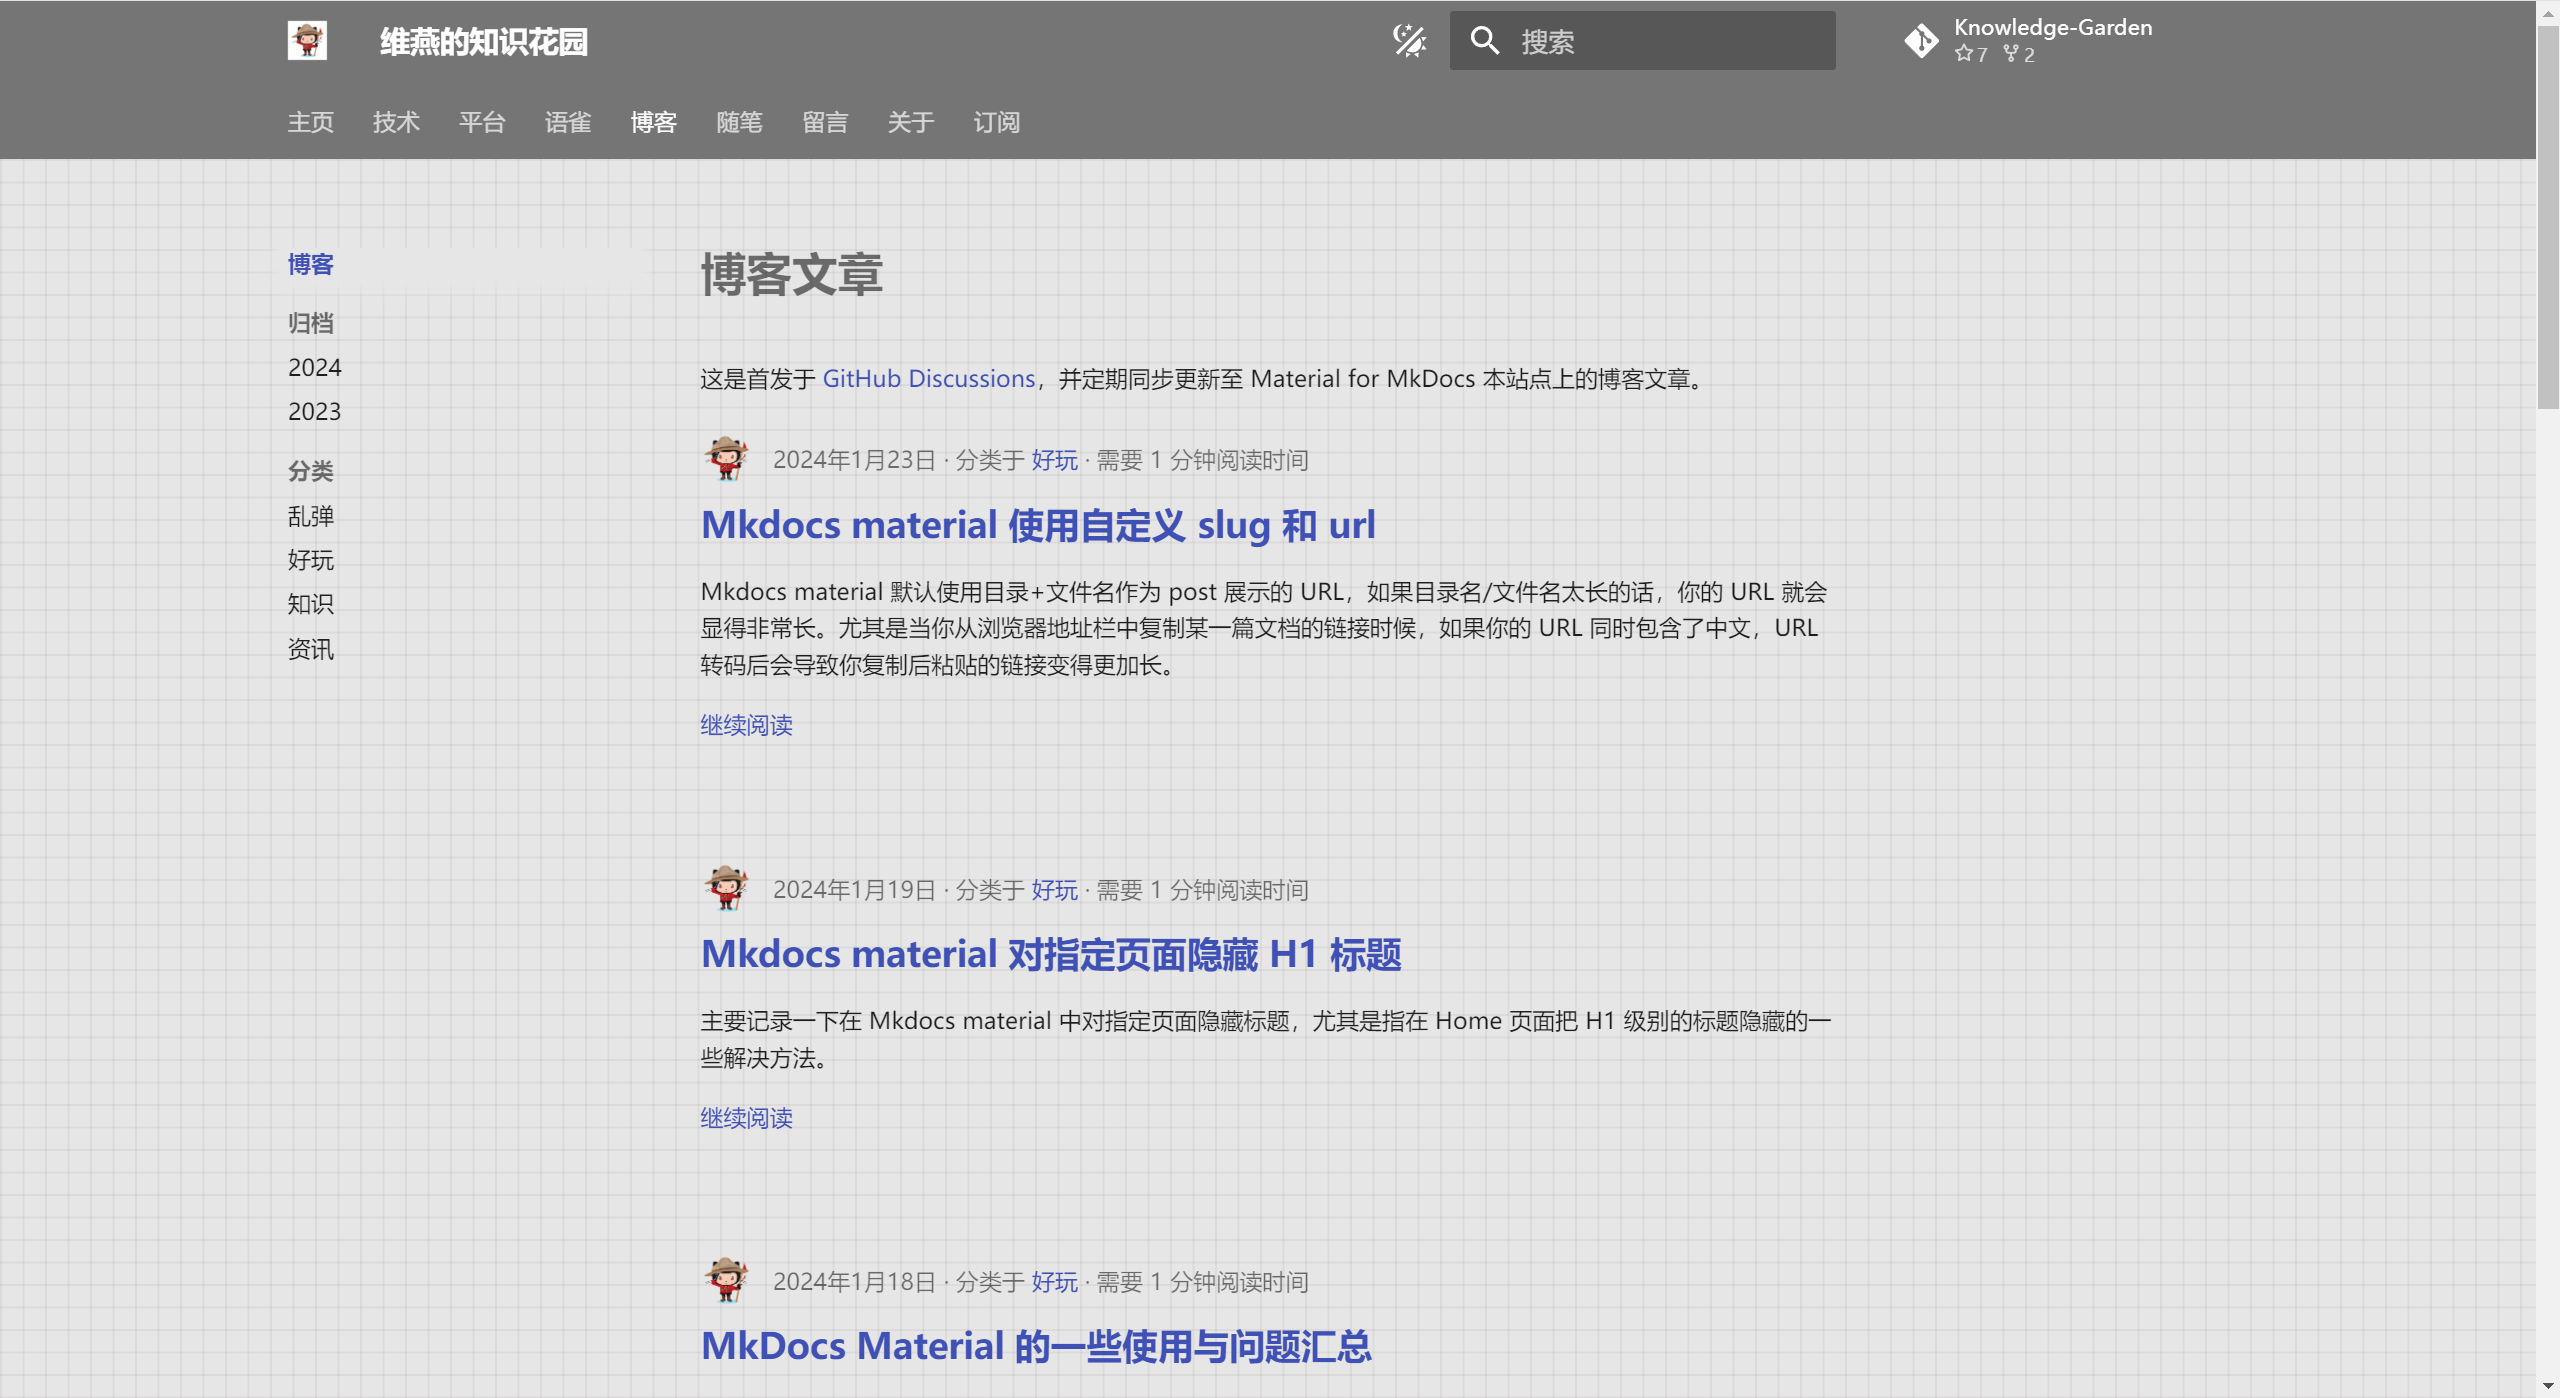 维燕的知识花园
搜索
Knowledge-Garden
7 2
主页 技术 平台 语雀 博客 随笔 留言 关于 订阅
博客
归档
2024
2023
分类
乱弹
好玩
知识
资讯
博客文章
这是首发于 GitHub Discussions，并定期同步更新至 Material for MkDocs 本站点上的博客文章。
2024年1月23日 · 分类于 好玩 · 需要 1 分钟阅读时间
Mkdocs material 使用自定义 slug 和 url
Mkdocs material 默认使用目录+文件名作为 post 展示的 URL，如果目录名/文件名太长的话，你的 URL 就会
显得非常长。尤其是当你从浏览器地址栏中复制某一篇文档的链接时候，如果你的 URL 同时包含了中文，URL
转码后会导致你复制后粘贴的链接变得更加长。
继续阅读
2024年1月19日 · 分类于 好玩 · 需要 1 分钟阅读时间
Mkdocs material 对指定页面隐藏 H1 标题
主要记录一下在 Mkdocs material 中对指定页面隐藏标题，尤其是指在 Home 页面把 H1 级别的标题隐藏的一
些解决方法。
继续阅读
2024年1月18日 · 分类于 好玩 · 需要 1 分钟阅读时间
MkDocs Material 的一些使用与问题汇总